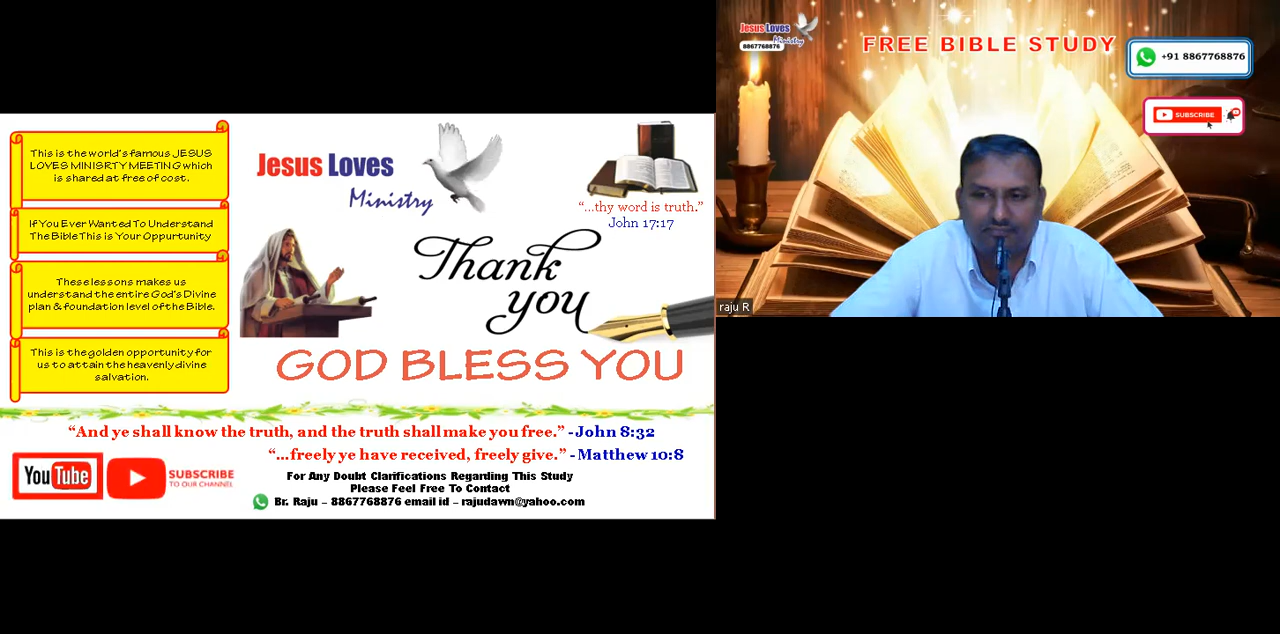 This is the world's famous JESUS
LOVES MINISRTY MEETING which
is shared at free of cost.
If You Ever Wanted To Understand
The Bible This is Your Oppurtunity
These lessons makes us
understand the entire God's Divine
plan & foundation level of the Bible.
This is the golden opportunity for
us to attain the heavenly divine
salvation.
Jesus Loves
Ministry
"...thy word is truth."
John 17:17
Thank
you
GOD BLESS YOU
"And ye shall know the truth, and the truth shall make you free." - John 8:32
"...freely ye have received, freely give." - Matthew 10:8
YouTube
SUBSCRIBE
TO OUR CHANNEL
For Any Doubt Clarifications Regarding This Study
Please Feel Free To Contact
Br. Raju – 8867768876 email id – rajudawn@yahoo.com
Jesus Loves
Ministry
8867768876
FREE BIBLE STUDY
+91 8867768876
SUBSCRIBE
raju R